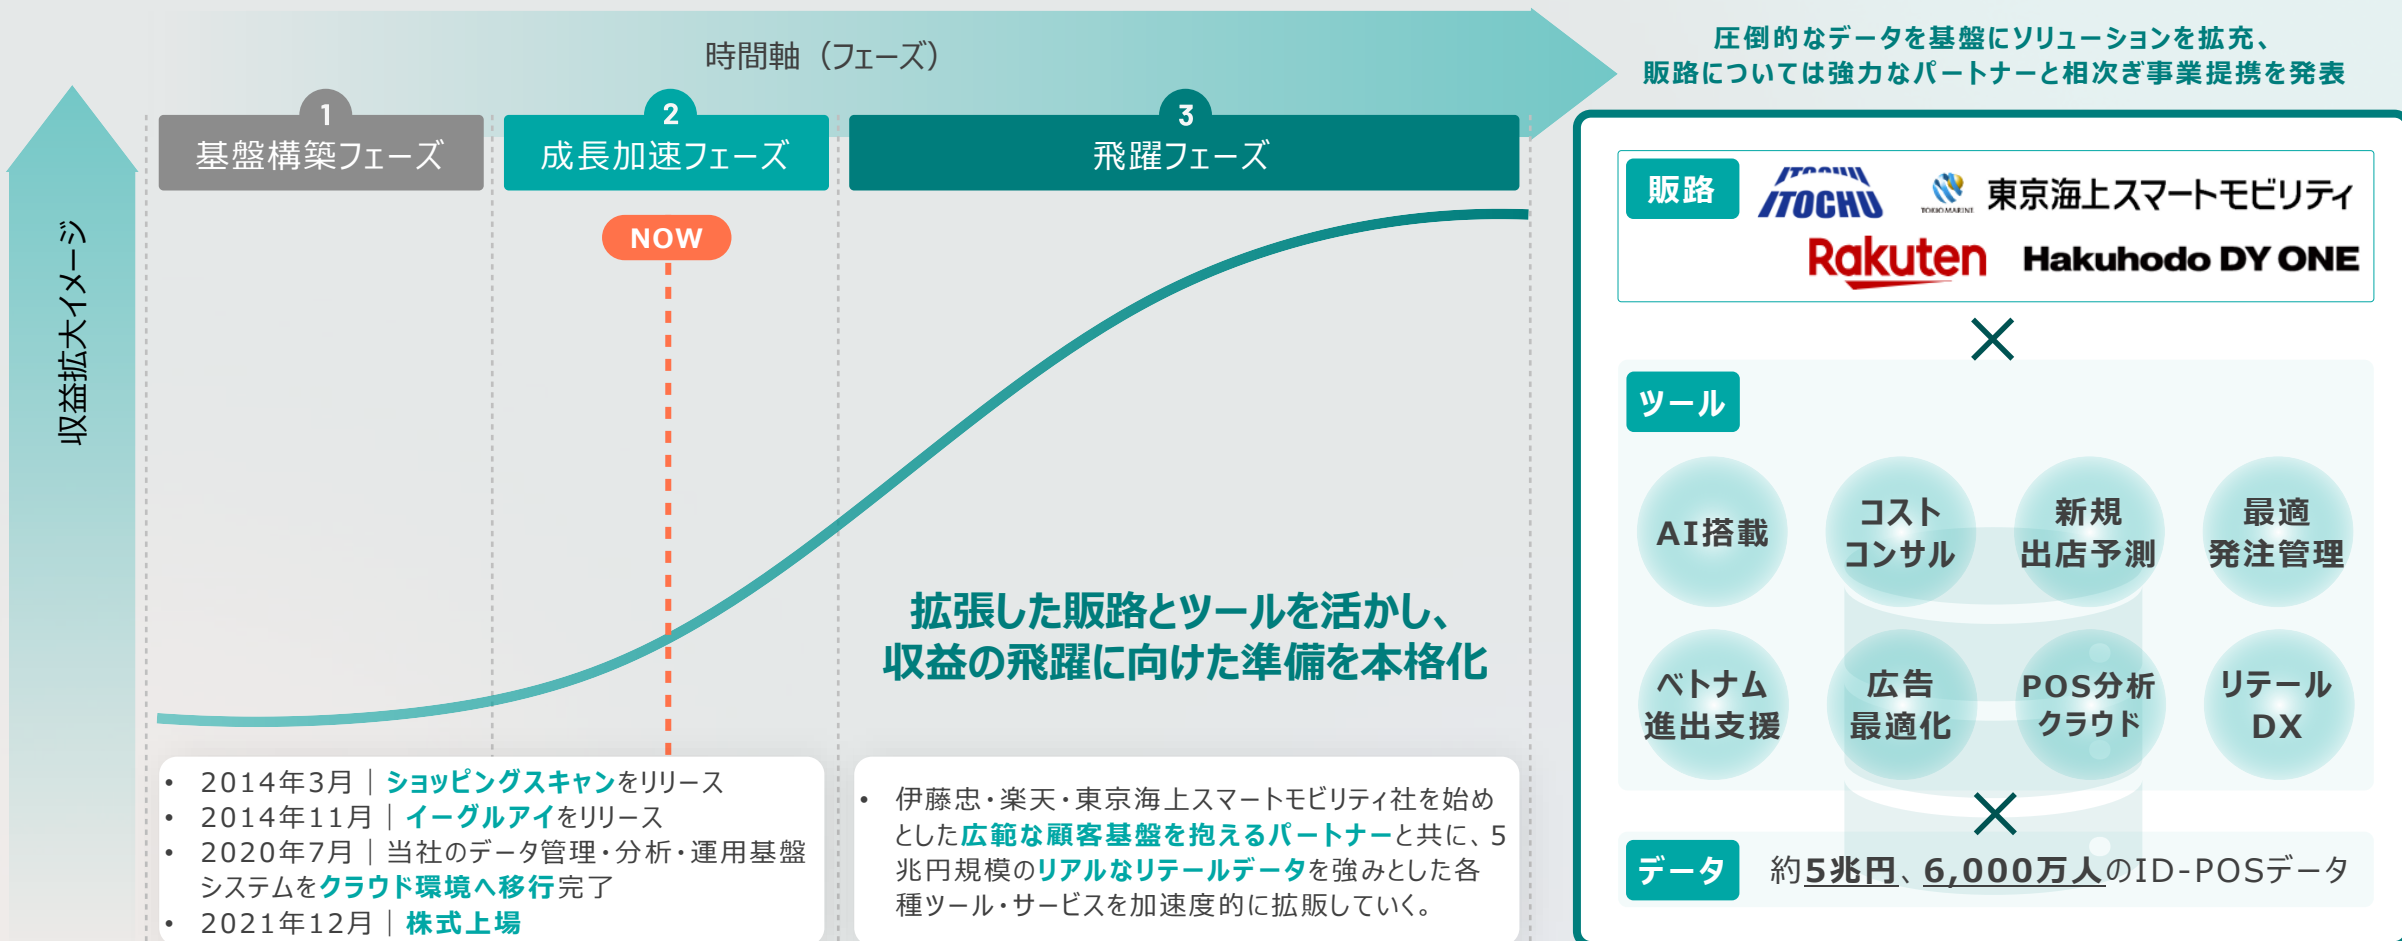 時間軸（フェーズ）
収益拡大イメージ
1
基盤構築フェーズ
2
成長加速フェーズ
3
飛躍フェーズ
NOW
拡張した販路とツールを活かし、
収益の飛躍に向けた準備を本格化
• 2014年3月｜ショッピングスキャンをリリース
• 2014年11月｜イーグルアイをリリース
• 2020年7月｜当社のデータ管理・分析・運用基盤
システムをクラウド環境へ移行完了
• 2021年12月｜株式上場
• 伊藤忠・楽天・東京海上スマートモビリティ社を始め
とした広範な顧客基盤を抱えるパートナーと共に、5
兆円規模のリアルなリテールデータを強みとした各
種ツール・サービスを加速度的に拡販していく。
圧倒的なデータを基盤にソリューションを拡充、
販路については強力なパートナーと相次ぎ事業提携を発表
販路
ITOCHU
ITOCHU
TOKIO MARINE
東京海上スマートモビリティ
Rakuten
Hakuhodo DY ONE
×
ツール
AI搭載
コスト
コンサル
新規
出店予測
最適
発注管理
ベトナム
進出支援
広告
最適化
POS分析
クラウド
リテール
DX
×
データ
約5兆円、6,000万人のID-POSデータ